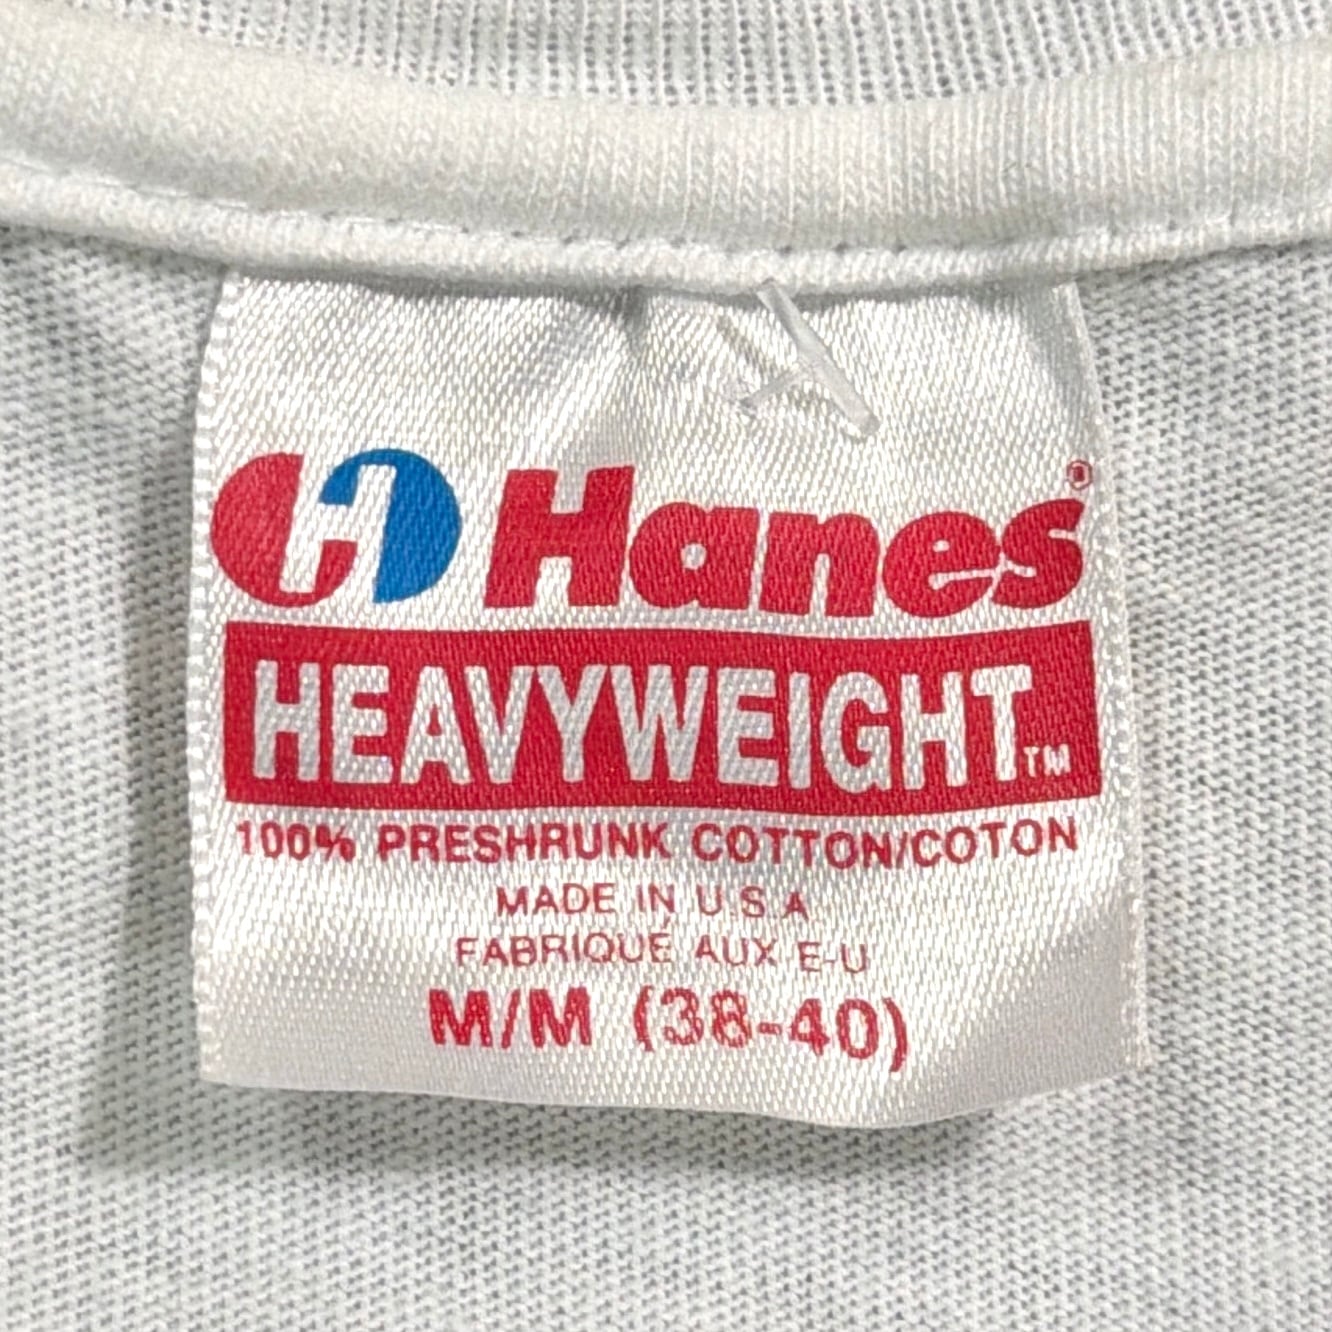 H Hanes®
HEAVYWEIGHT™
100% PRESHRUNK COTTON/COTON
MADE IN U.S.A
FABRIQUÉ AUX E-U
M/M (38-40)